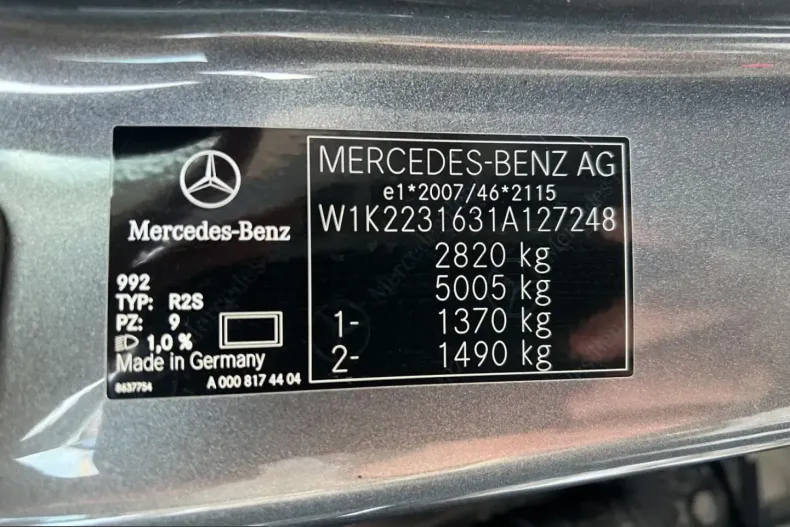 Mercedes-Benz
992
TYP: R2S
PZ: 9
1,0 %
Made in Germany
8637754
A 000 817 44 04
MERCEDES-BENZ AG
e1*2007/46*2115
W1K2231631A127248
2820 kg
5005 kg
1- 1370 kg
2- 1490 kg